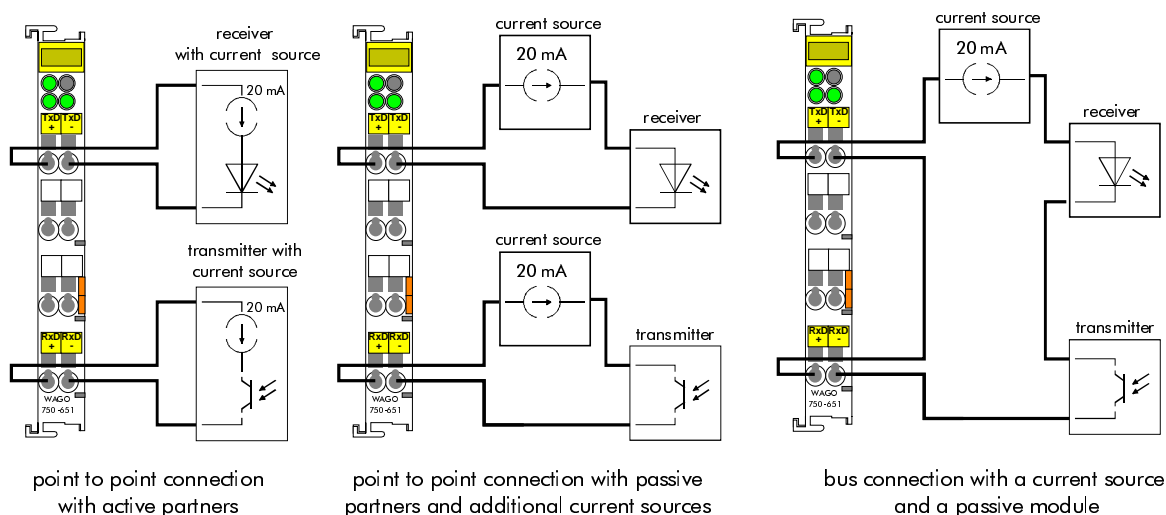 receiver
with current source
120 mA
TxD TxD
+ -
transmitter with
current source
120 mA
RxD RxD
+ -
WAGO
750-651
point to point connection
with active partners
current source
20 mA
receiver
TxD TxD
+ -
current source
20 mA
transmitter
RxD RxD
+ -
WAGO
750-651
point to point connection with passive
partners and additional current sources
current source
20 mA
receiver
TxD TxD
+ -
transmitter
RxD RxD
+ -
WAGO
750-651
bus connection with a current source
and a passive module